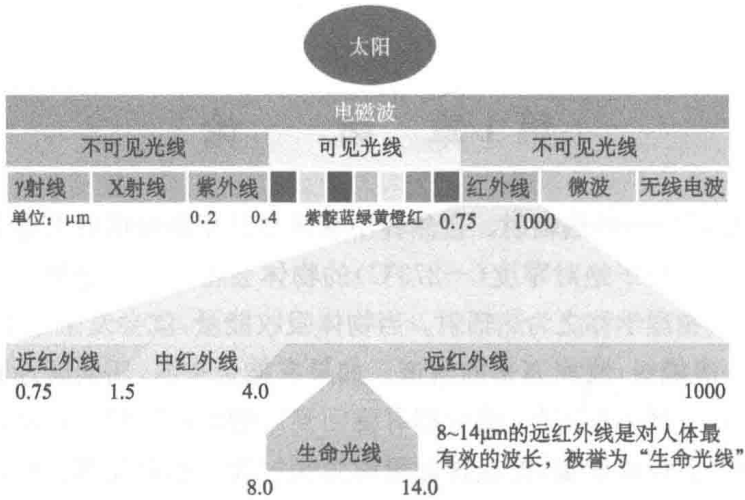 太阳
电磁波
不可见光线 可见光线 不可见光线
γ射线 X射线 紫外线 红外线 微波 无线电波
单位：μm 0.2 0.4 紫靛蓝绿黄橙红 0.75 1000
近红外线 中红外线 远红外线
0.75 1.5 4.0 1000
生命光线
8.0 14.0
8~14μm的远红外线是对人体最
有效的波长，被誉为“生命光线”